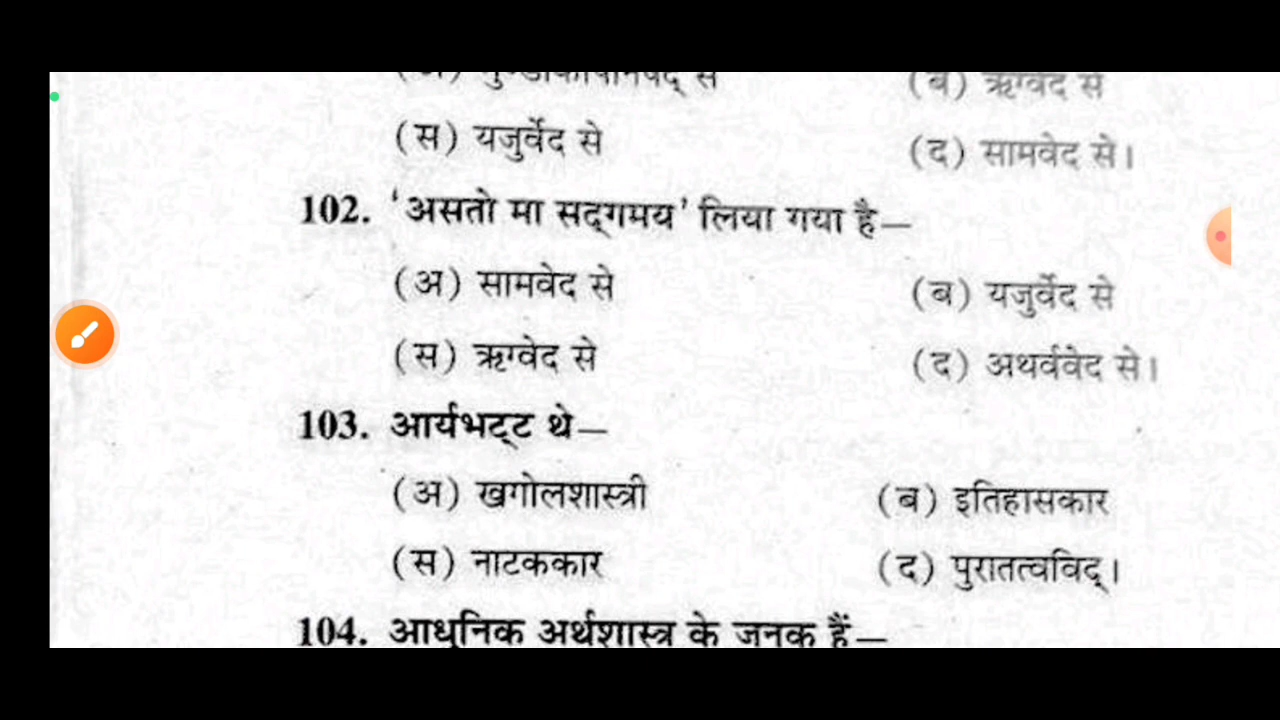 (ब) ऋग्वेद से
(स) यजुर्वेद से (द) सामवेद से।
102. 'असतो मा सद्गमय' लिया गया है—
(अ) सामवेद से (ब) यजुर्वेद से
(स) ऋग्वेद से (द) अथर्ववेद से।
103. आर्यभट्ट थे—
(अ) खगोलशास्त्री (ब) इतिहासकार
(स) नाटककार (द) पुरातत्वविद्।
104. आधुनिक अर्थशास्त्र के जनक हैं—